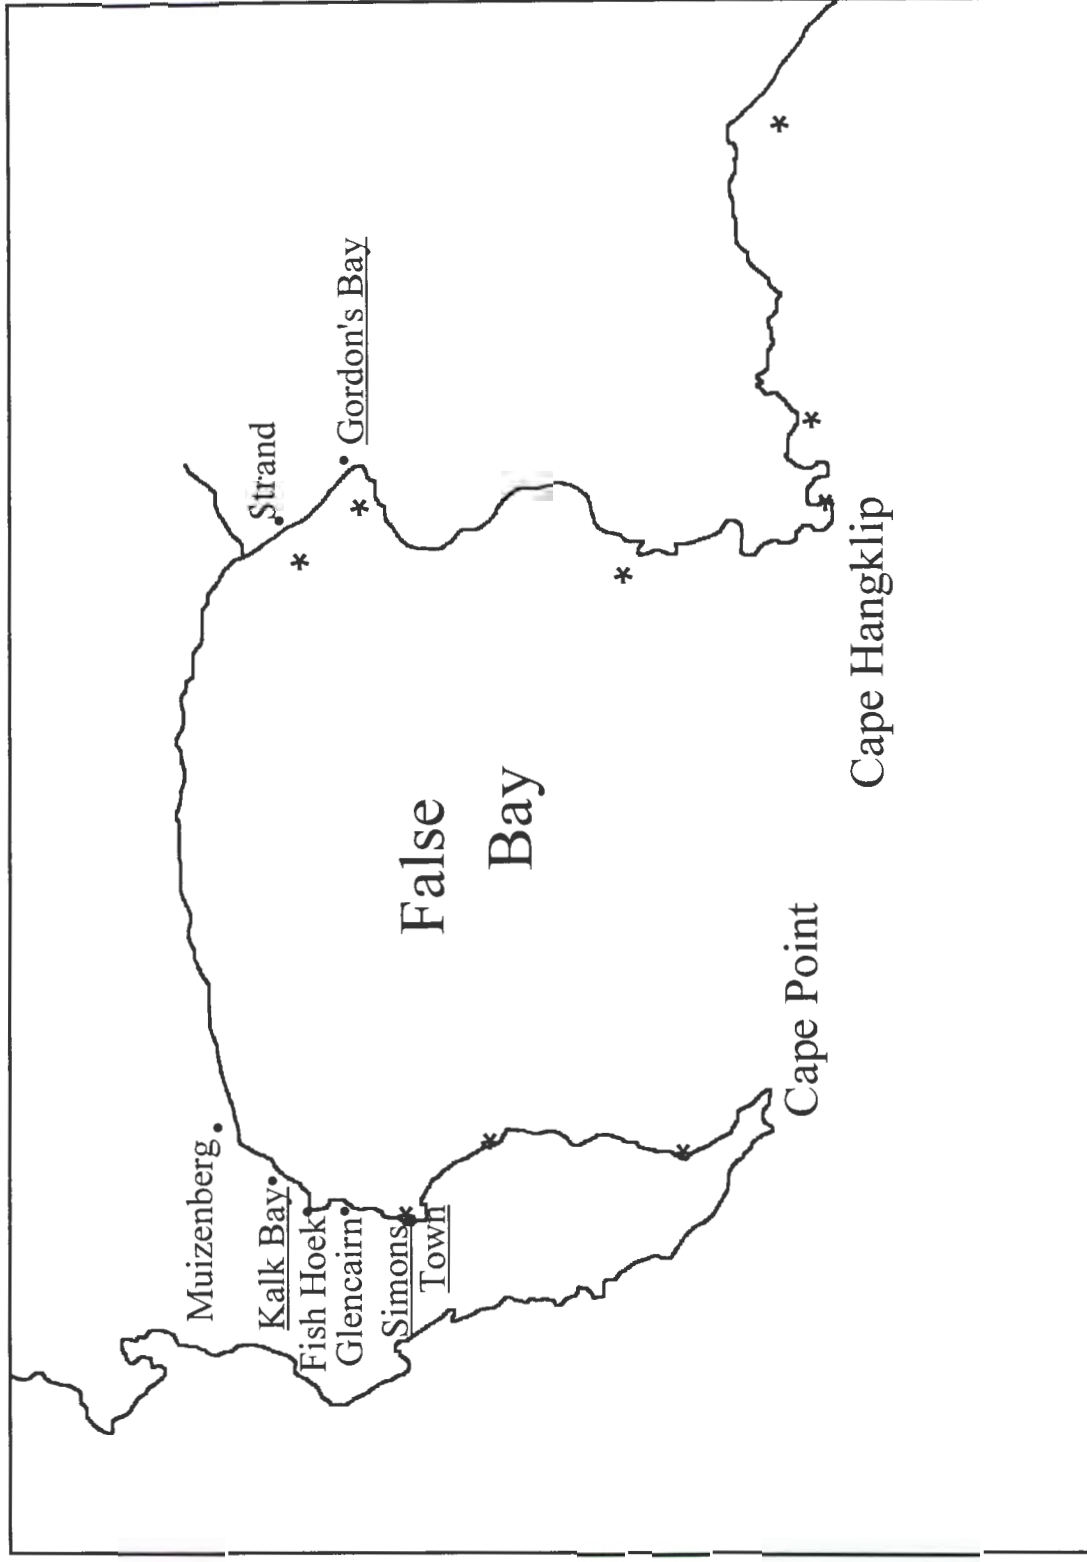 Muizenberg
Kalk Bay
Fish Hoek
Glencairn
Simons
Town
False
Bay
Cape Point
Strand
Gordon's Bay
Cape Hangklip